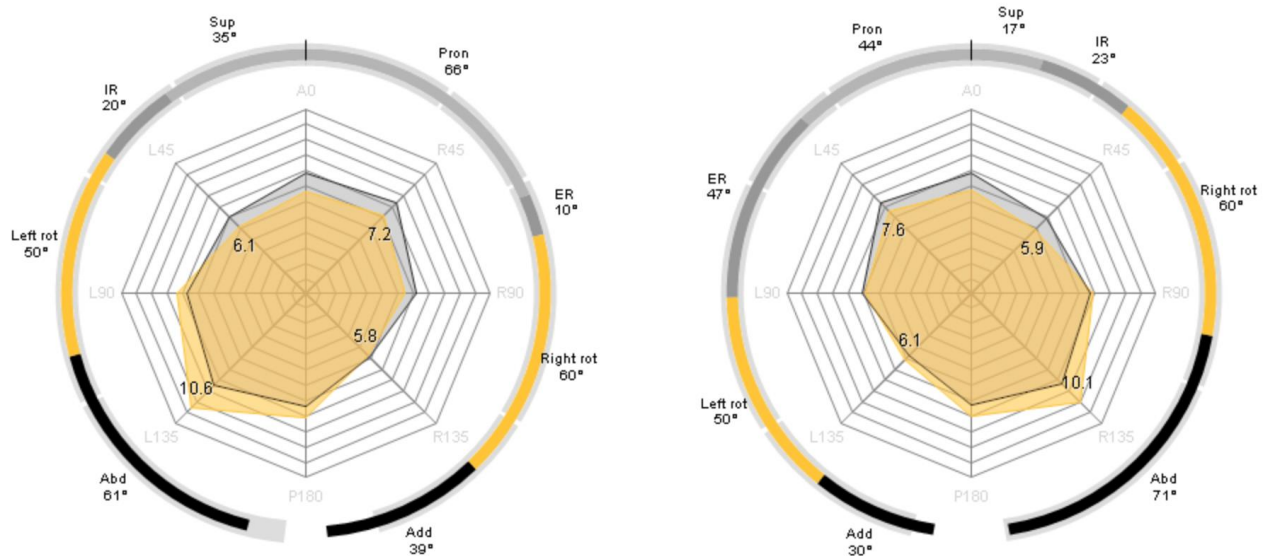 Sup
35°
Pron
66°
IR
20°
A0
L45
R45
ER
10°
6.1
7.2
Left rot
50°
L90
R90
5.8
Right rot
60°
10.6
L135
R135
Abd
61°
P180
Add
39°
Sup
17°
Pron
44°
IR
23°
A0
L45
R45
ER
47°
Right rot
60°
7.6
5.9
L90
R90
6.1
Left rot
50°
10.1
L135
R135
Abd
71°
P180
Add
30°